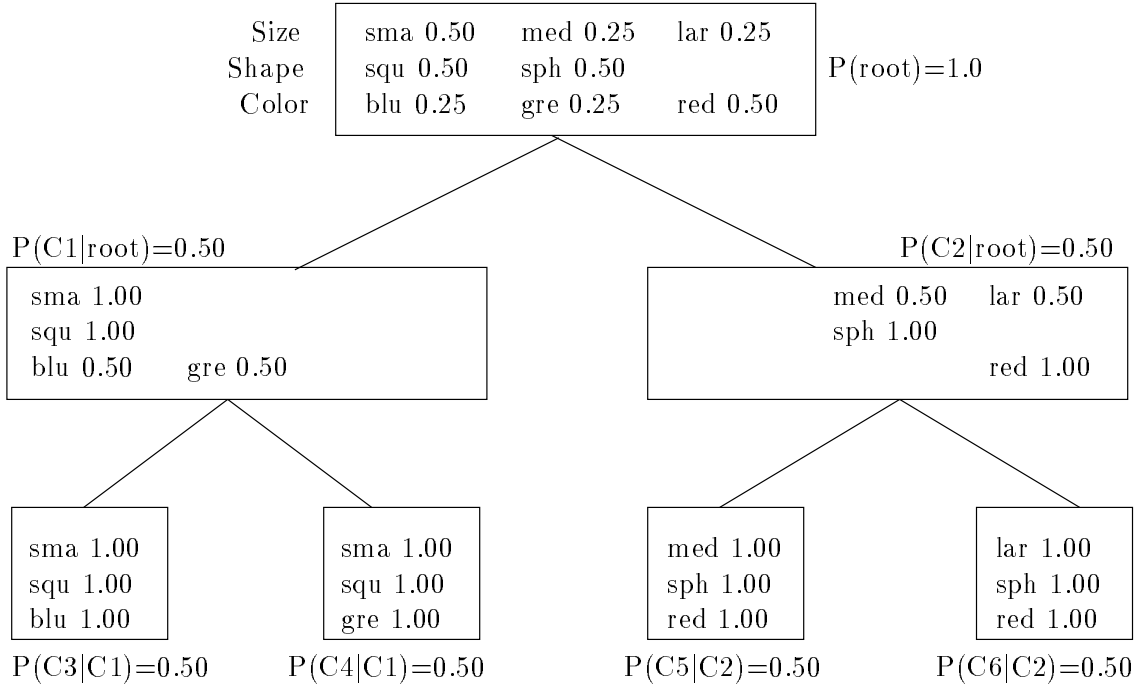 Size sma 0.50 med 0.25 lar 0.25
Shape squ 0.50 sph 0.50 P(root)=1.0
Color blu 0.25 gre 0.25 red 0.50
P(C1|root)=0.50
sma 1.00
squ 1.00
blu 0.50 gre 0.50
P(C2|root)=0.50
med 0.50 lar 0.50
sph 1.00
red 1.00
sma 1.00
squ 1.00
blu 1.00
P(C3|C1)=0.50
sma 1.00
squ 1.00
gre 1.00
P(C4|C1)=0.50
med 1.00
sph 1.00
red 1.00
P(C5|C2)=0.50
lar 1.00
sph 1.00
red 1.00
P(C6|C2)=0.50